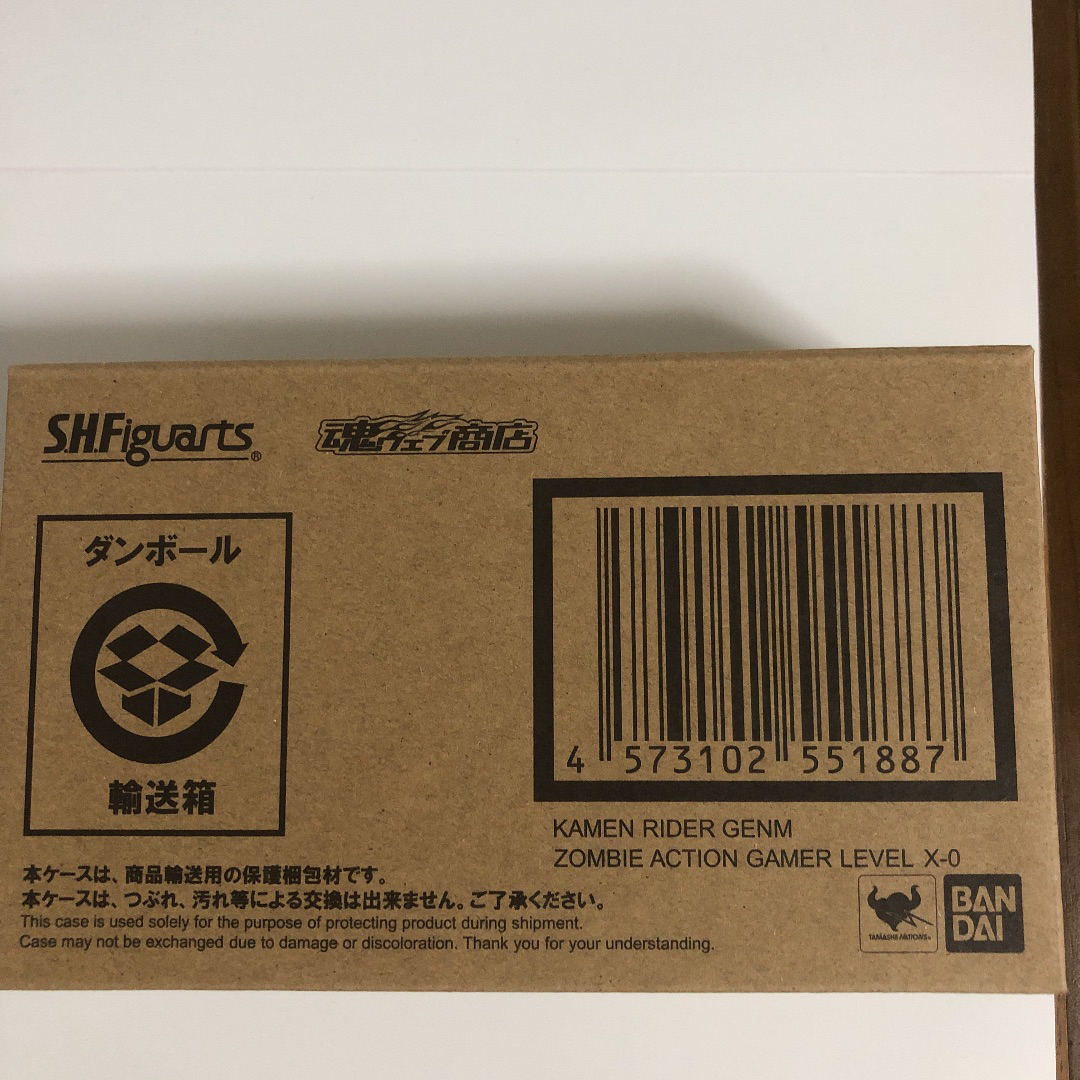 S.H.Figuarts®
魂ウェブ商店
ダンボール
輸送箱
4 573102 551887
KAMEN RIDER GENM
ZOMBIE ACTION GAMER LEVEL X-0
本ケースは、商品輸送用の保護梱包材です。
本ケースは、つぶれ、汚れ等による交換は出来ません。ご了承ください。
This case is used solely for the purpose of protecting product during shipment.
Case may not be exchanged due to damage or discoloration. Thank you for your understanding.
TAMASHII NATIONS
BAN
DAI